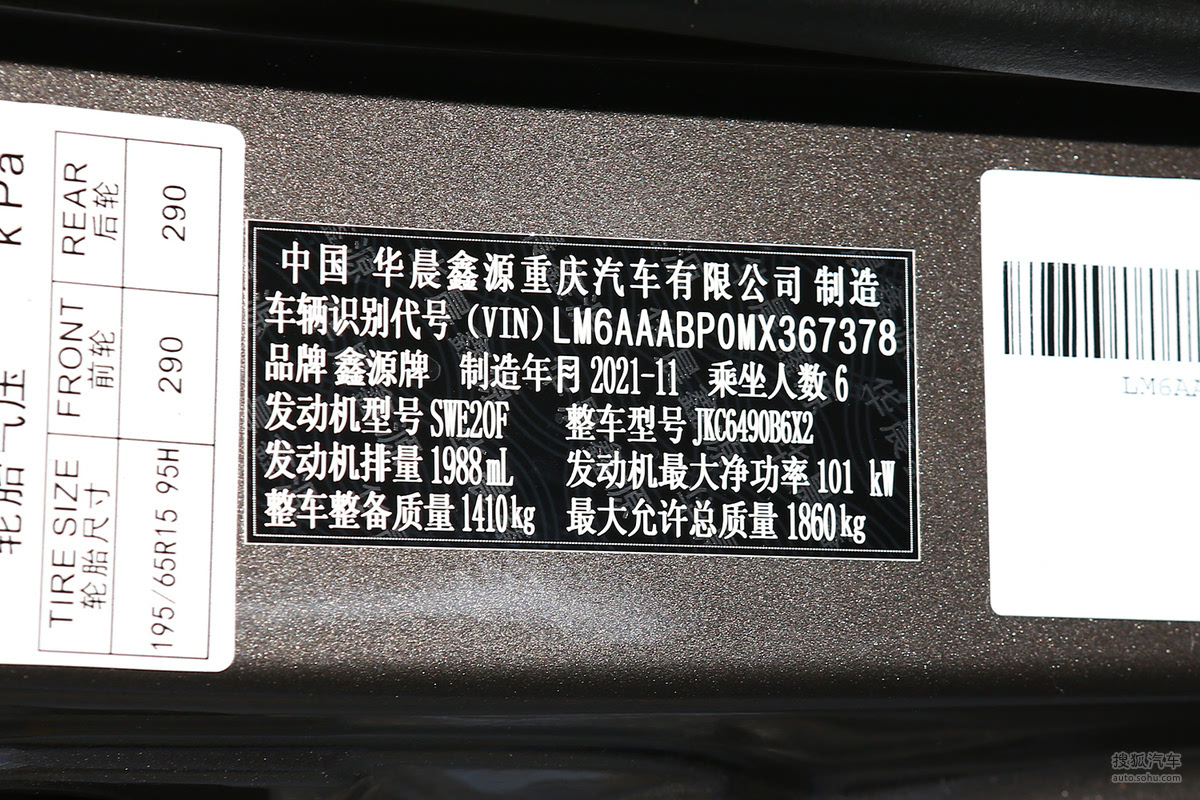 中国 华晨鑫源重庆汽车有限公司 制造
车辆识别代号 (VIN) LM6AAABP0MX367378
品牌 鑫源牌 制造年月 2021-11 乘坐人数 6
发动机型号 SWE20F 整车型号 JKC6490B6X2
发动机排量 1988mL 发动机最大净功率 101 kW
整车整备质量 1410kg 最大允许总质量 1860kg
TIRE SIZE FRONT REAR
轮胎尺寸 前轮 后轮
195/65R15 95H 290 290
轮胎气压 kPa
LM6A
搜狐汽车
auto.sohu.com